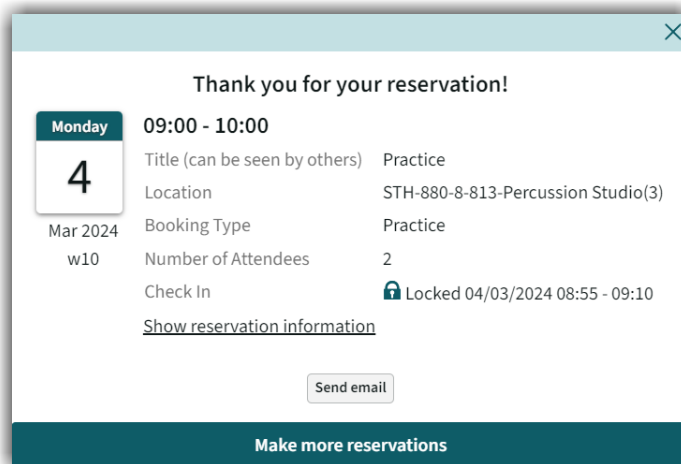 Thank you for your reservation!
Monday
4
Mar 2024
w10
09:00 - 10:00
Title (can be seen by others) Practice
Location STH-880-8-813-Percussion Studio(3)
Booking Type Practice
Number of Attendees 2
Check In Locked 04/03/2024 08:55 - 09:10
Show reservation information
Send email
Make more reservations